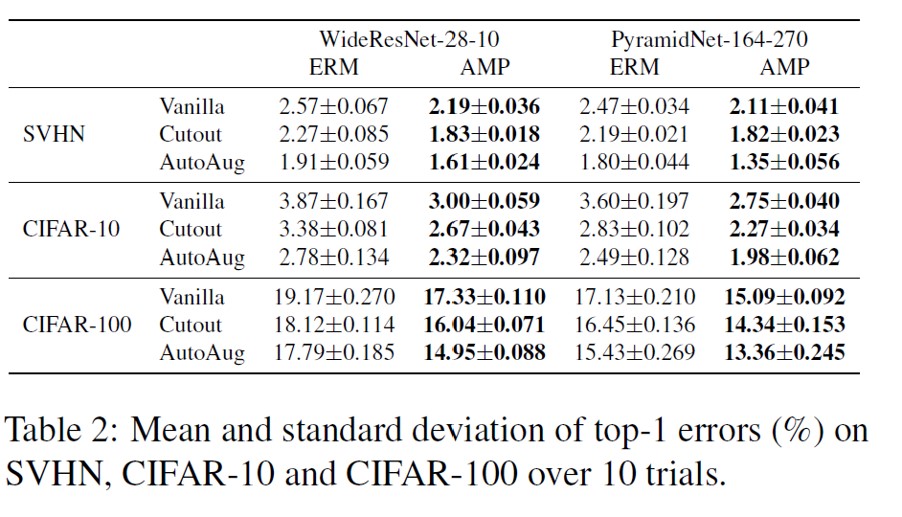 WideResNet-28-10 PyramidNet-164-270
ERM AMP ERM AMP
Vanilla 2.57±0.067 2.19±0.036 2.47±0.034 2.11±0.041
SVHN Cutout 2.27±0.085 1.83±0.018 2.19±0.021 1.82±0.023
AutoAug 1.91±0.059 1.61±0.024 1.80±0.044 1.35±0.056
Vanilla 3.87±0.167 3.00±0.059 3.60±0.197 2.75±0.040
CIFAR-10 Cutout 3.38±0.081 2.67±0.043 2.83±0.102 2.27±0.034
AutoAug 2.78±0.134 2.32±0.097 2.49±0.128 1.98±0.062
Vanilla 19.17±0.270 17.33±0.110 17.13±0.210 15.09±0.092
CIFAR-100 Cutout 18.12±0.114 16.04±0.071 16.45±0.136 14.34±0.153
AutoAug 17.79±0.185 14.95±0.088 15.43±0.269 13.36±0.245
Table 2: Mean and standard deviation of top-1 errors (%) on
SVHN, CIFAR-10 and CIFAR-100 over 10 trials.